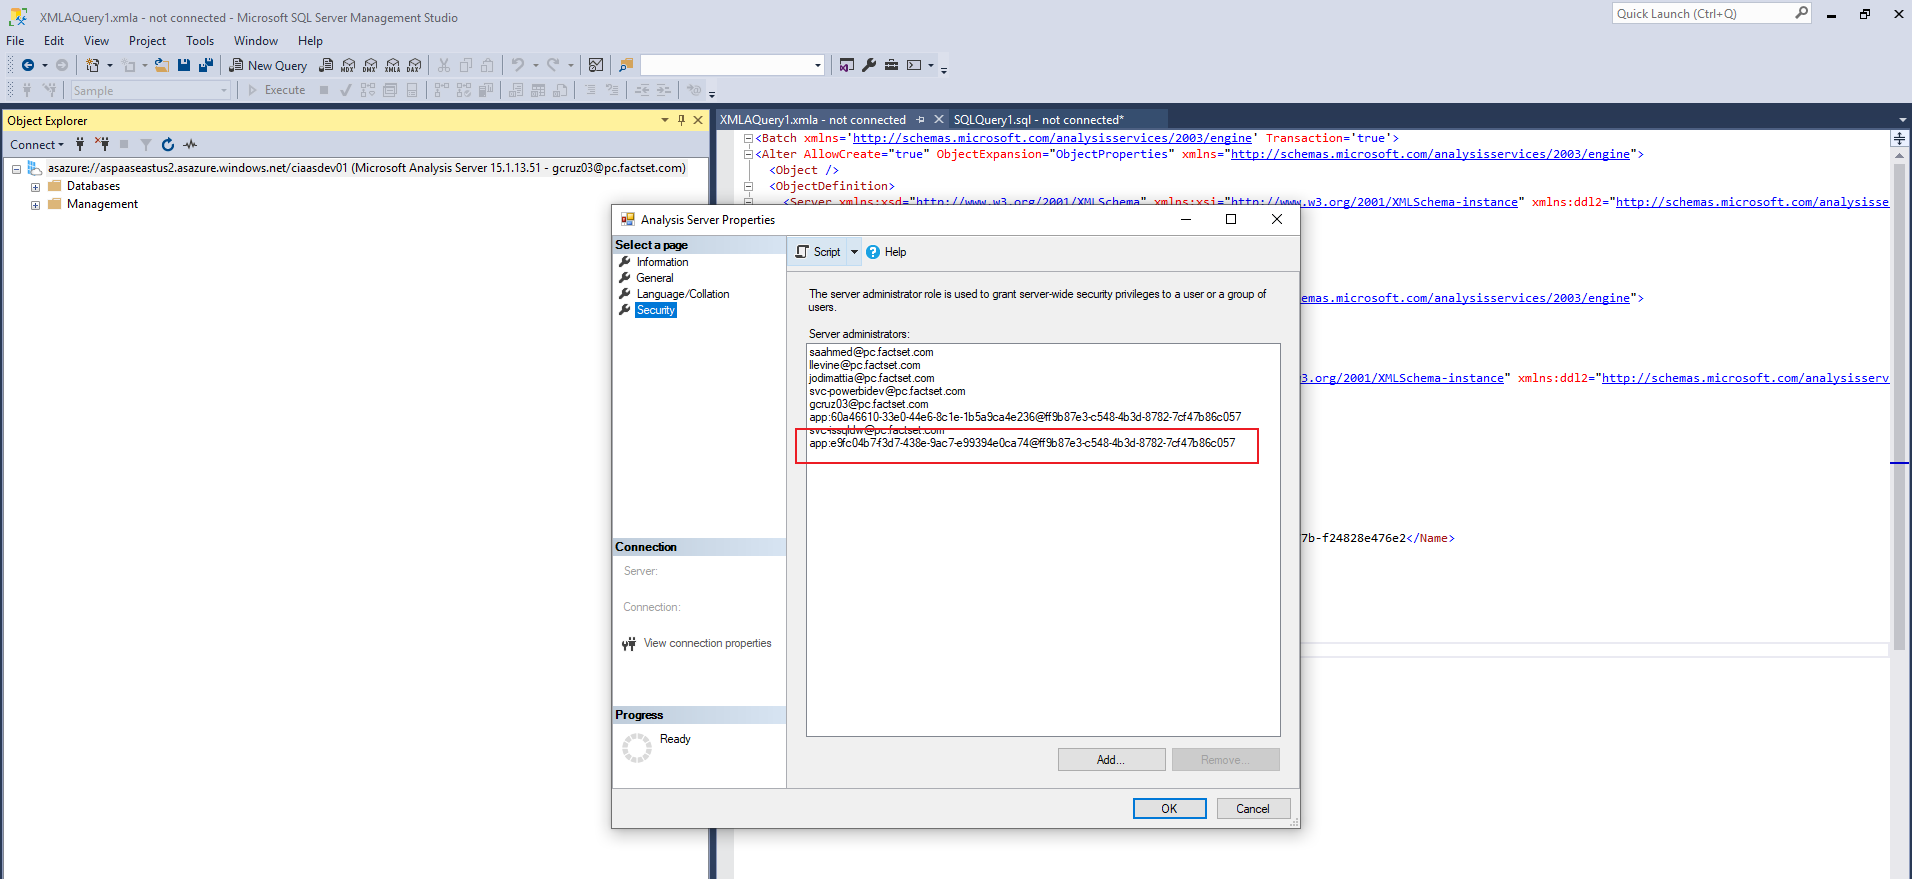 XMLAQuery1.xmla - not connected - Microsoft SQL Server Management Studio
Quick Launch (Ctrl+Q)
File Edit View Project Tools Window Help
New Query MDX DMX XMLA DAX
Sample Execute
Object Explorer
Connect
asazure://aspaaseastus2.asazure.windows.net/ciaasdev01 (Microsoft Analysis Server 15.1.13.51 - gcruz03@pc.factset.com)
Databases
Management
XMLAQuery1.xmla - not connected
SQLQuery1.sql - not connected*
<Batch xmlns='http://schemas.microsoft.com/analysisservices/2003/engine' Transaction='true'>
<Alter AllowCreate="true" ObjectExpansion="ObjectProperties" xmlns="http://schemas.microsoft.com/analysisservices/2003/engine">
<Object />
<ObjectDefinition>
<Server xmlns:xsd="http://www.w3.org/2001/XMLSchema" xmlns:xsi="http://www.w3.org/2001/XMLSchema-instance" xmlns:ddl2="http://schemas.microsoft.com/analysisse
emas.microsoft.com/analysisservices/2003/engine">
3.org/2001/XMLSchema-instance" xmlns:ddl2="http://schemas.microsoft.com/analysisserv
7b-f24828e476e2</Name>
Analysis Server Properties
Select a page
Information
General
Language/Collation
Security
Connection
Server:
Connection:
View connection properties
Progress
Ready
Script
Help
The server administrator role is used to grant server-wide security privileges to a user or a group of
users.
Server administrators:
saahmed@pc.factset.com
llevine@pc.factset.com
jodimattia@pc.factset.com
svc-powerbidev@pc.factset.com
gcruz03@pc.factset.com
app:60a46610-33e0-44e6-8c1e-1b5a9ca4e236@ff9b87e3-c548-4b3d-8782-7cf47b86c057
svc-issqldw@pc.factset.com
app:e9fc04b7-f3d7-438e-9ac7-e99394e0ca74@ff9b87e3-c548-4b3d-8782-7cf47b86c057
Add...
Remove...
OK
Cancel